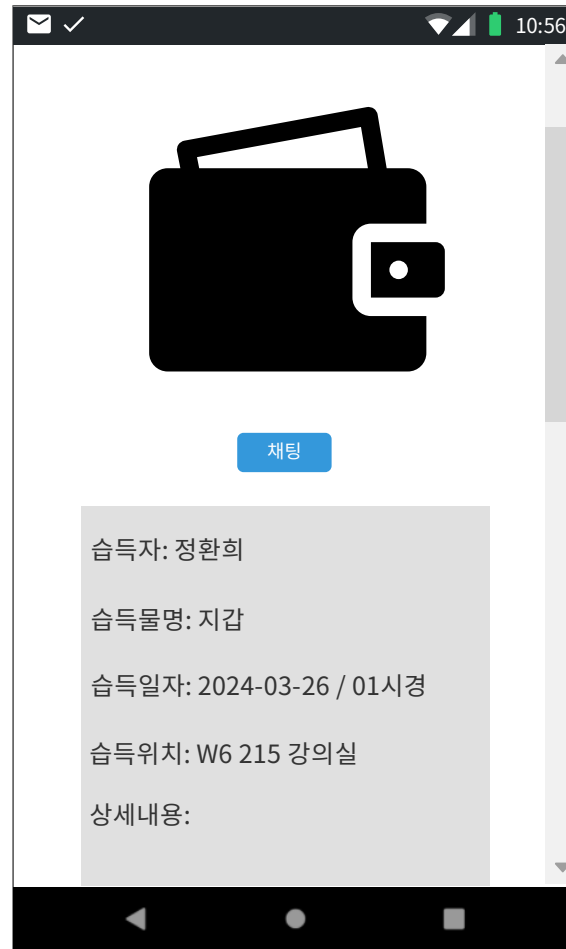 10:56
채팅
습득자: 정환희
습득물명: 지갑
습득일자: 2024-03-26 / 01시경
습득위치: W6 215 강의실
상세내용: